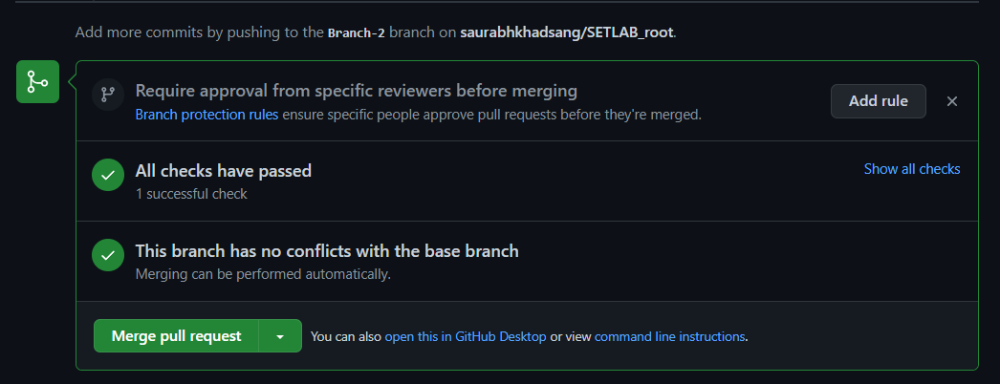 Add more commits by pushing to the Branch-2 branch on saurabhkhadsang/SETLAB_root.
Require approval from specific reviewers before merging
Branch protection rules ensure specific people approve pull requests before they're merged.
Add rule
All checks have passed
Show all checks
1 successful check
This branch has no conflicts with the base branch
Merging can be performed automatically.
Merge pull request
You can also open this in GitHub Desktop or view command line instructions.